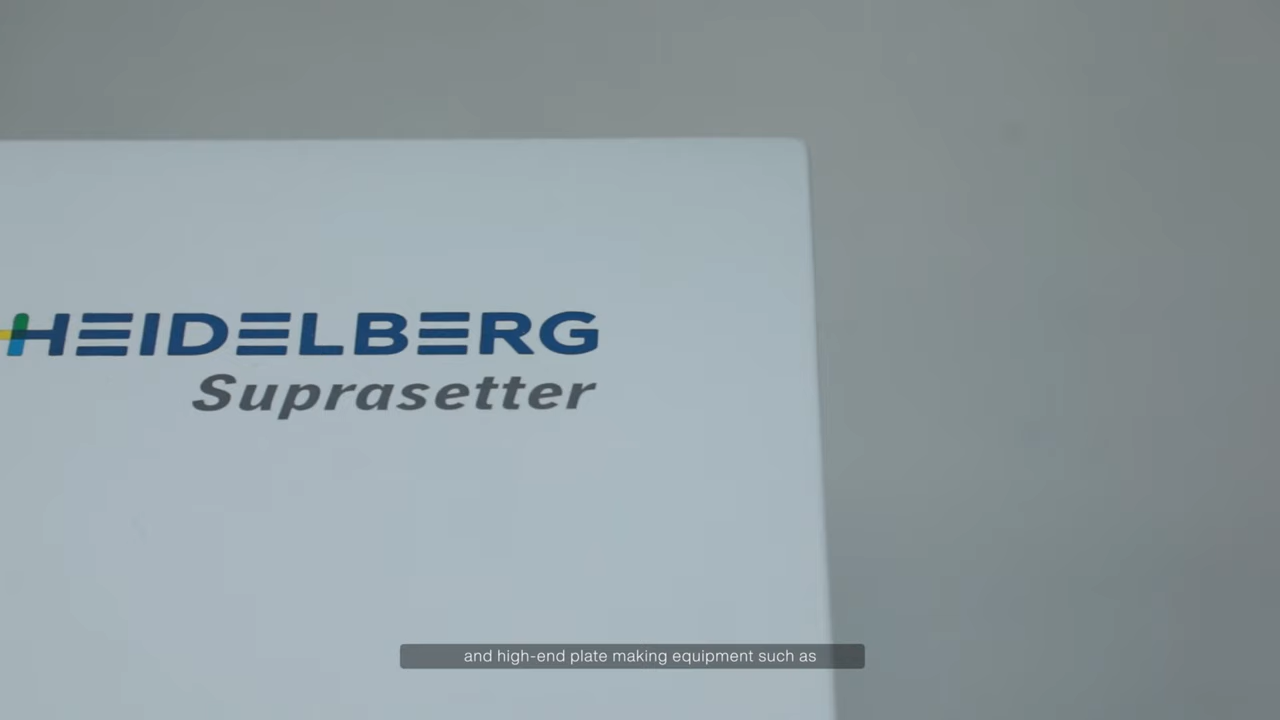 HEIDELBERG
Suprasetter
and high-end plate making equipment such as